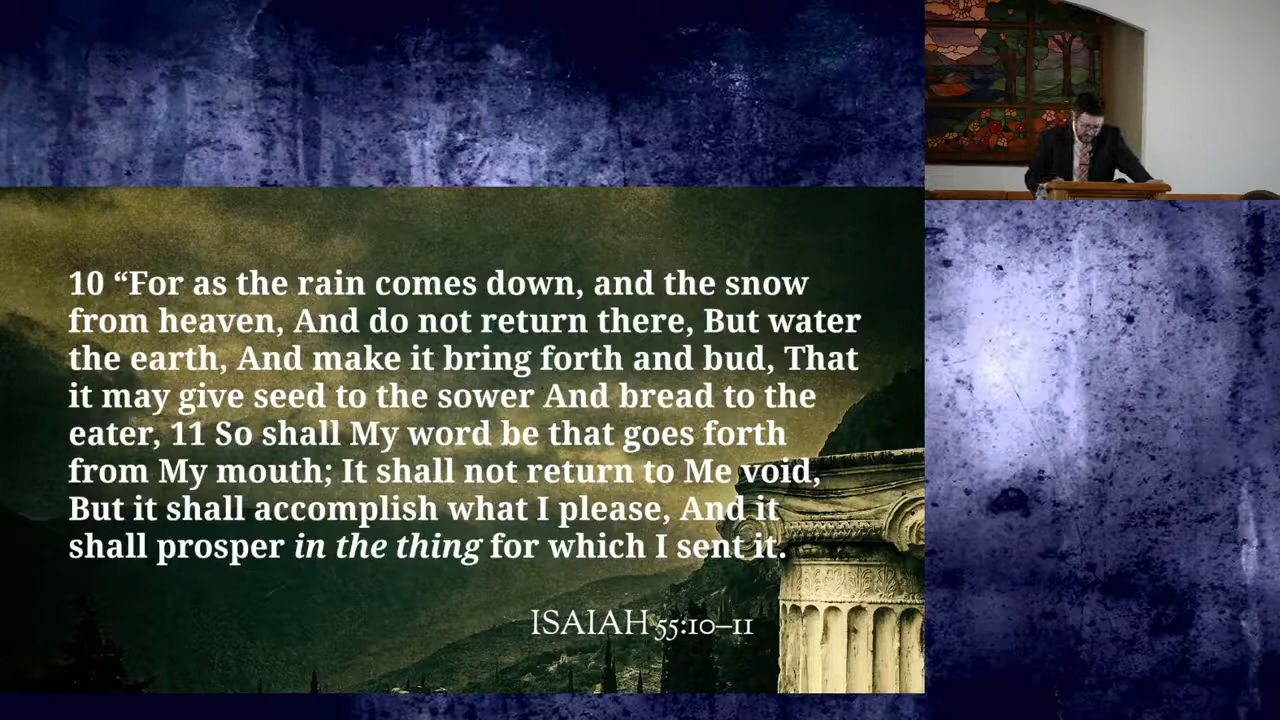 10 “For as the rain comes down, and the snow
from heaven, And do not return there, But water
the earth, And make it bring forth and bud, That
it may give seed to the sower And bread to the
eater, 11 So shall My word be that goes forth
from My mouth; It shall not return to Me void,
But it shall accomplish what I please, And it
shall prosper in the thing for which I sent it.
ISAIAH 55:10–11